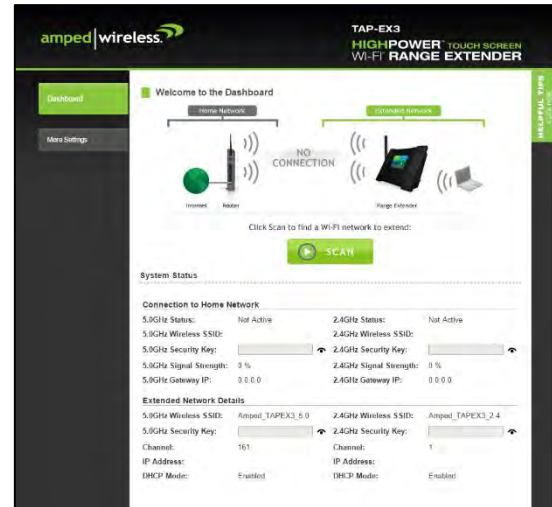 amped wireless.
TAP-EX3
HIGHPOWER™ TOUCH SCREEN
WI-FI® RANGE EXTENDER
HELPFUL TIPS
Dashboard
More Settings
Welcome to the Dashboard
Home Network
Extended Network
NO
CONNECTION
Internet Router Range Extender
Click Scan to find a Wi-Fi network to extend:
SCAN
System Status
Connection to Home Network
5.0GHz Status: Not Active 2.4GHz Status: Not Active
5.0GHz Wireless SSID: 2.4GHz Wireless SSID:
5.0GHz Security Key: 2.4GHz Security Key:
5.0GHz Signal Strength: 0 % 2.4GHz Signal Strength: 0 %
5.0GHz Gateway IP: 0.0.0.0 2.4GHz Gateway IP: 0.0.0.0
Extended Network Details
5.0GHz Wireless SSID: Amped_TAPEX3_5.0 2.4GHz Wireless SSID: Amped_TAPEX3_2.4
5.0GHz Security Key: 2.4GHz Security Key:
Channel: 161 Channel: 1
IP Address: IP Address:
DHCP Mode: Enabled DHCP Mode: Enabled